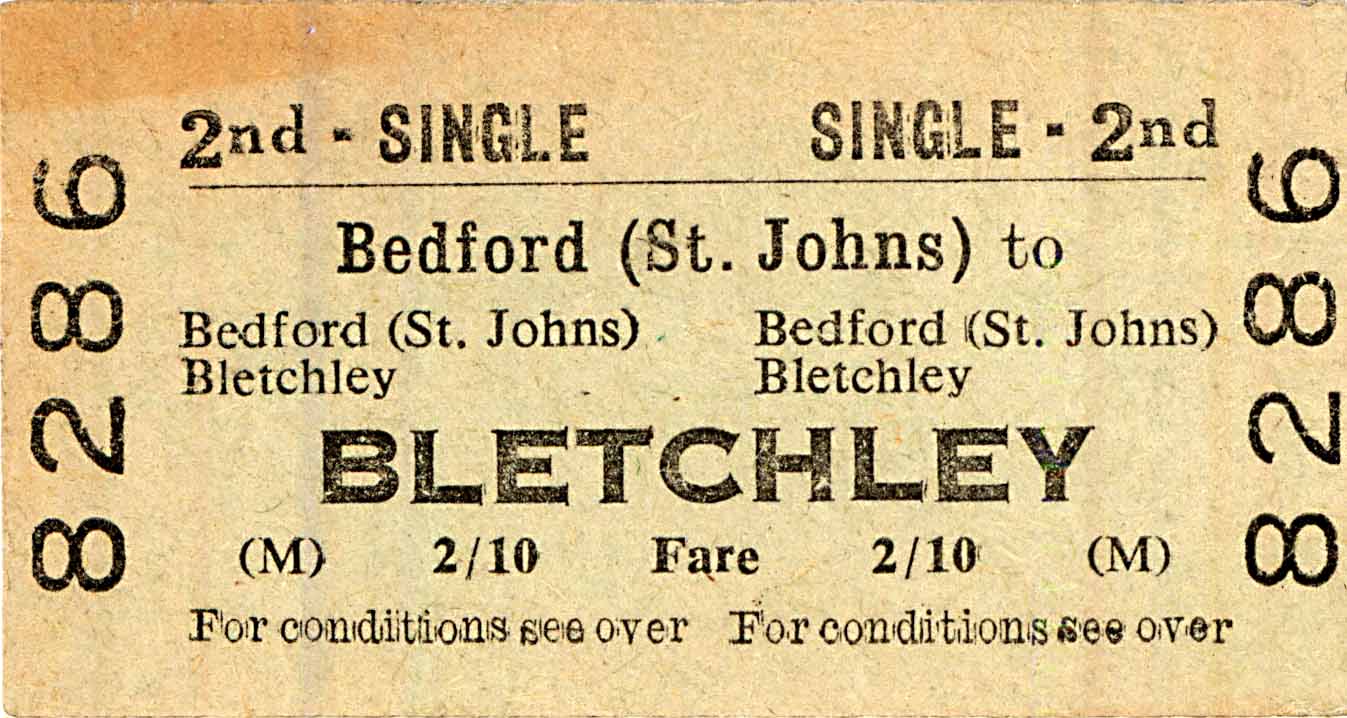 2nd - SINGLE SINGLE - 2nd
Bedford (St. Johns) to
Bedford (St. Johns) Bedford (St. Johns)
Bletchley Bletchley
BLETCHLEY
(M) 2/10 Fare 2/10 (M)
For conditions see over For conditions see over
8286
8286